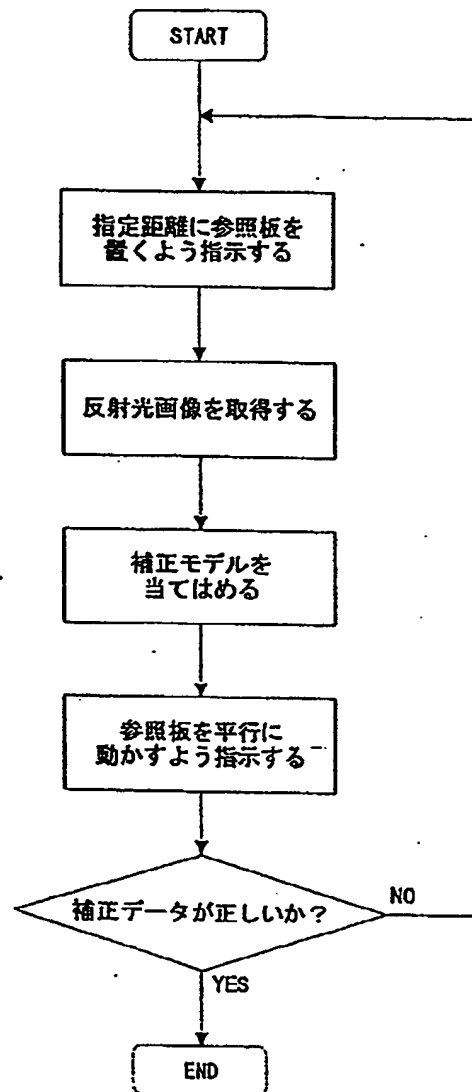 START
指定距離に参照板を
置くよう指示する
反射光画像を取得する
補正モデルを
当てはめる
参照板を平行に
動かすよう指示する
補正データが正しいか？
NO
YES
END